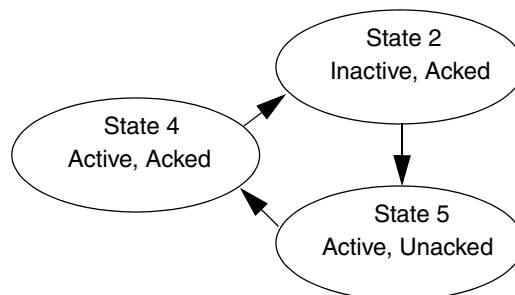 State 2
Inactive, Acked
State 4
Active, Acked
State 5
Active, Unacked